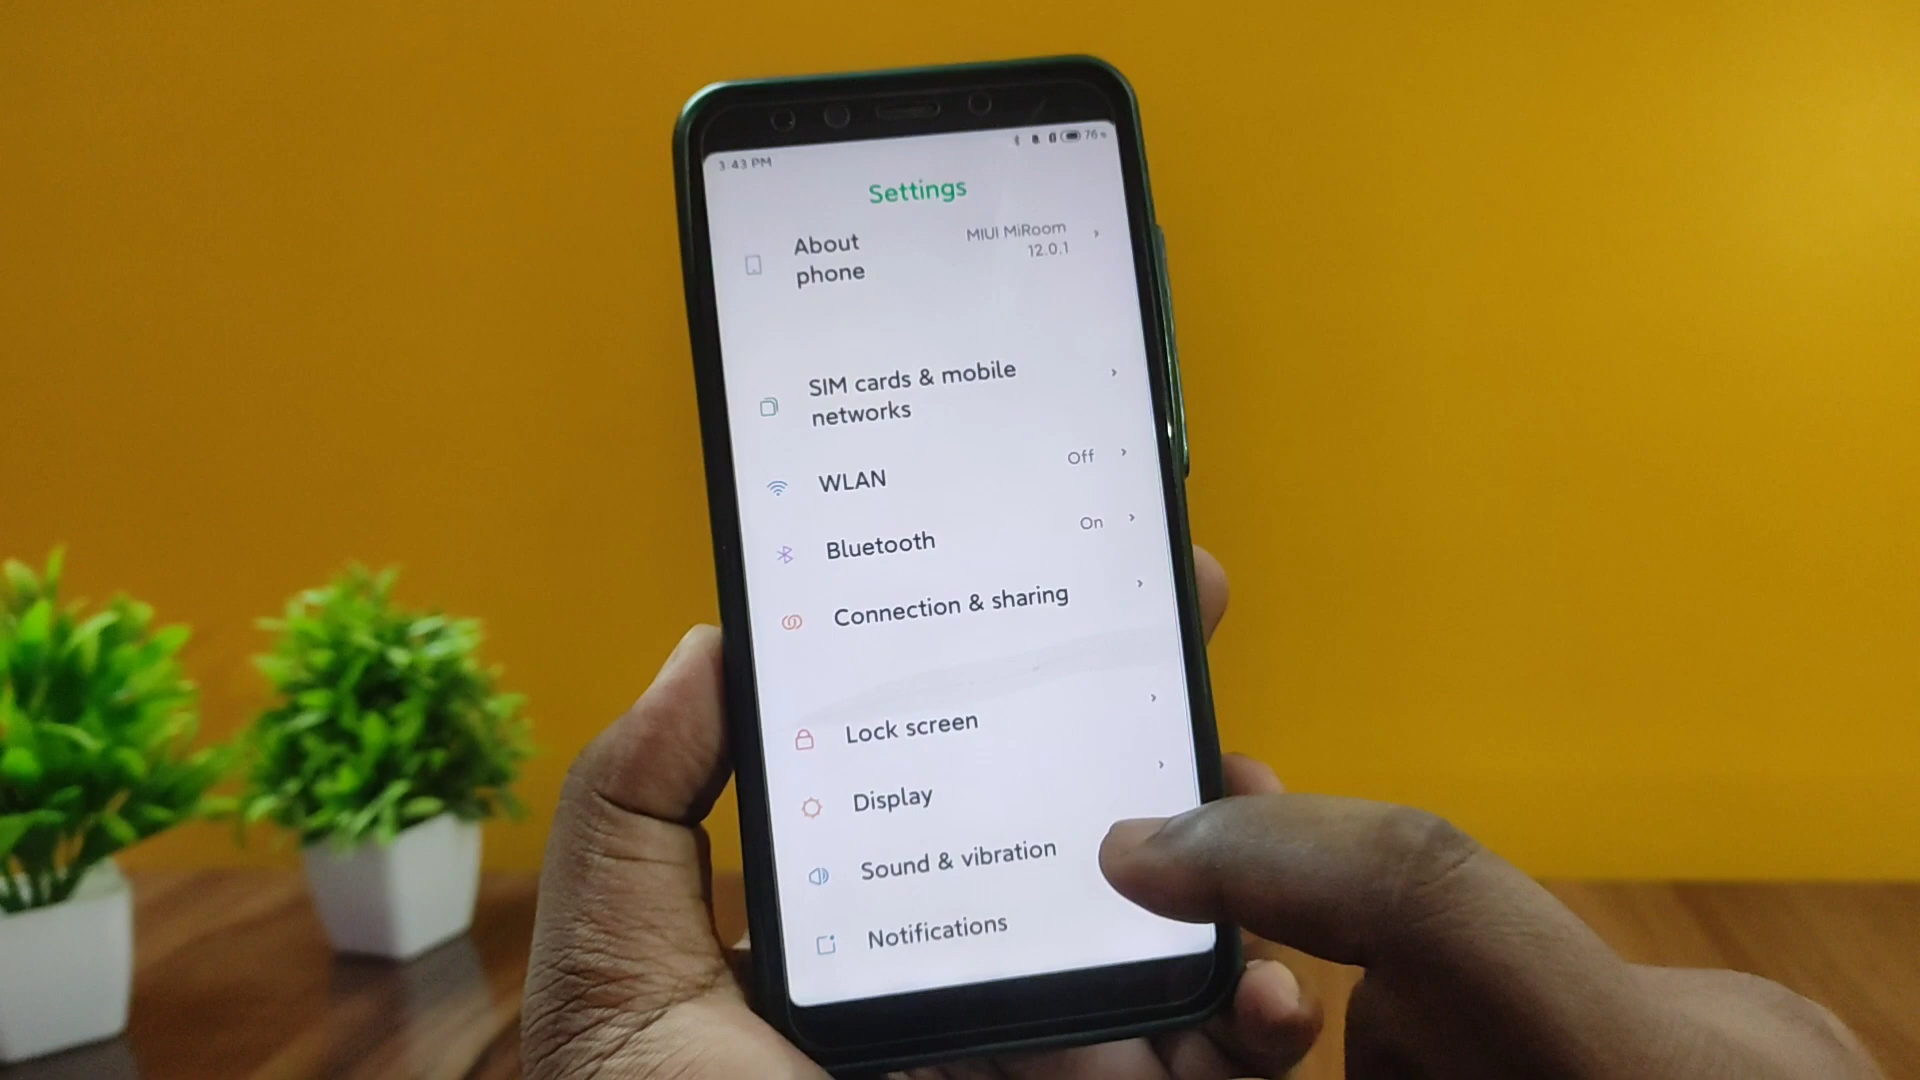 3:43 PM
76
Settings
About
phone
MIUI MiRoom
12.0.1
SIM cards & mobile
networks
WLAN
Off
Bluetooth
On
Connection & sharing
Lock screen
Display
Sound & vibration
Notifications